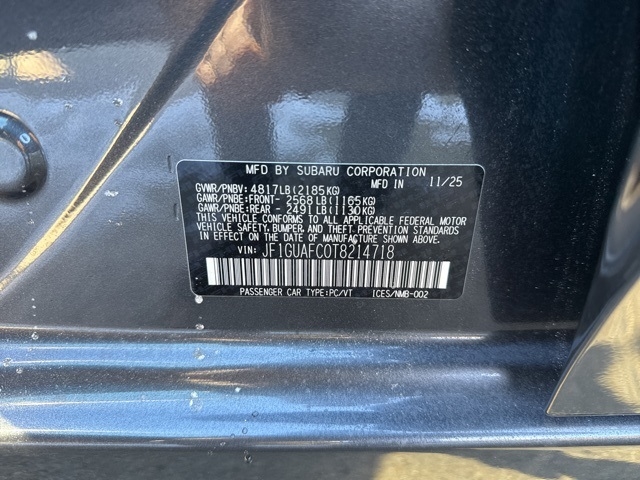 MFD BY SUBARU CORPORATION
GVWR/PNBV: 4817LB(2185KG) MFD IN 11/25
GAWR/PNBE:FRONT- 2568LB(1165KG)
GAWR/PNBE:REAR - 2491LB(1130KG)
THIS VEHICLE CONFORMS TO ALL APPLICABLE FEDERAL MOTOR
VEHICLE SAFETY, BUMPER, AND THEFT PREVENTION STANDARDS
IN EFFECT ON THE DATE OF MANUFACTURE SHOWN ABOVE.
VIN: JF1GUAFC0T8214718
PASSENGER CAR TYPE:PC/VT ICES/NMB-002